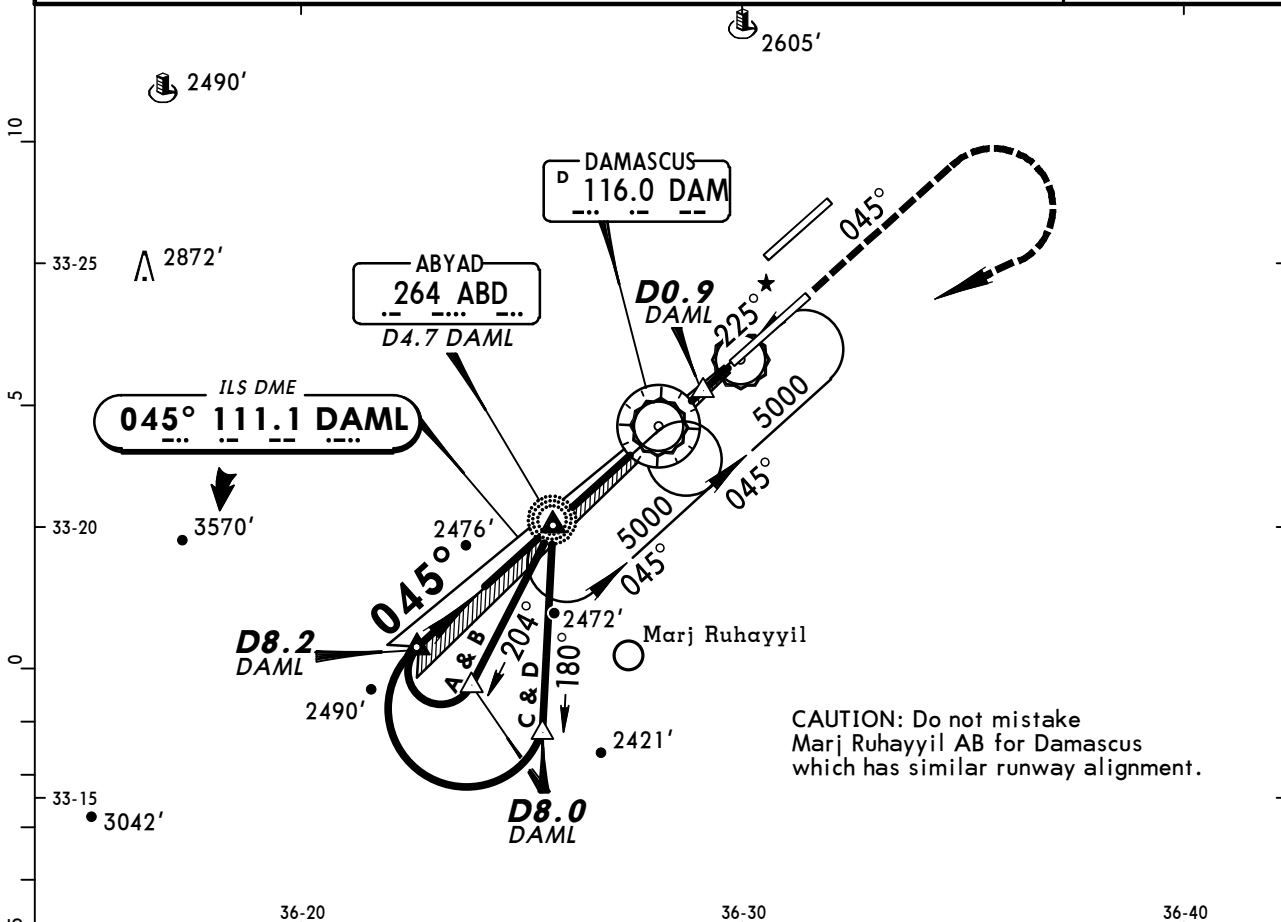 2605'
2490'
10
DAMASCUS
D 116.0 DAM
045°
2872'
33-25
ABYAD
264 ABD
D4.7 DAML
D0.9
DAML
225°
ILS DME
045° 111.1 DAML
5
5000
045°
3570'
33-20
2476'
5000
045°
045°
2472'
Marj Ruhayyil
D8.2
DAML
A & B
204°
C & D
180°
0
2490'
2421'
CAUTION: Do not mistake
Marj Ruhayyil AB for Damascus
which has similar runway alignment.
33-15
3042'
D8.0
DAML
36-20
36-30
36-40